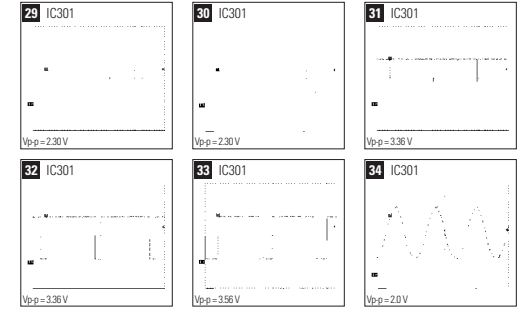 29 IC301
30 IC301
31 IC301
Vp-p = 2.30 V
Vp-p = 2.30 V
Vp-p = 3.36 V
32 IC301
33 IC301
34 IC301
Vp-p = 3.36 V
Vp-p = 3.56 V
Vp-p = 2.0 V